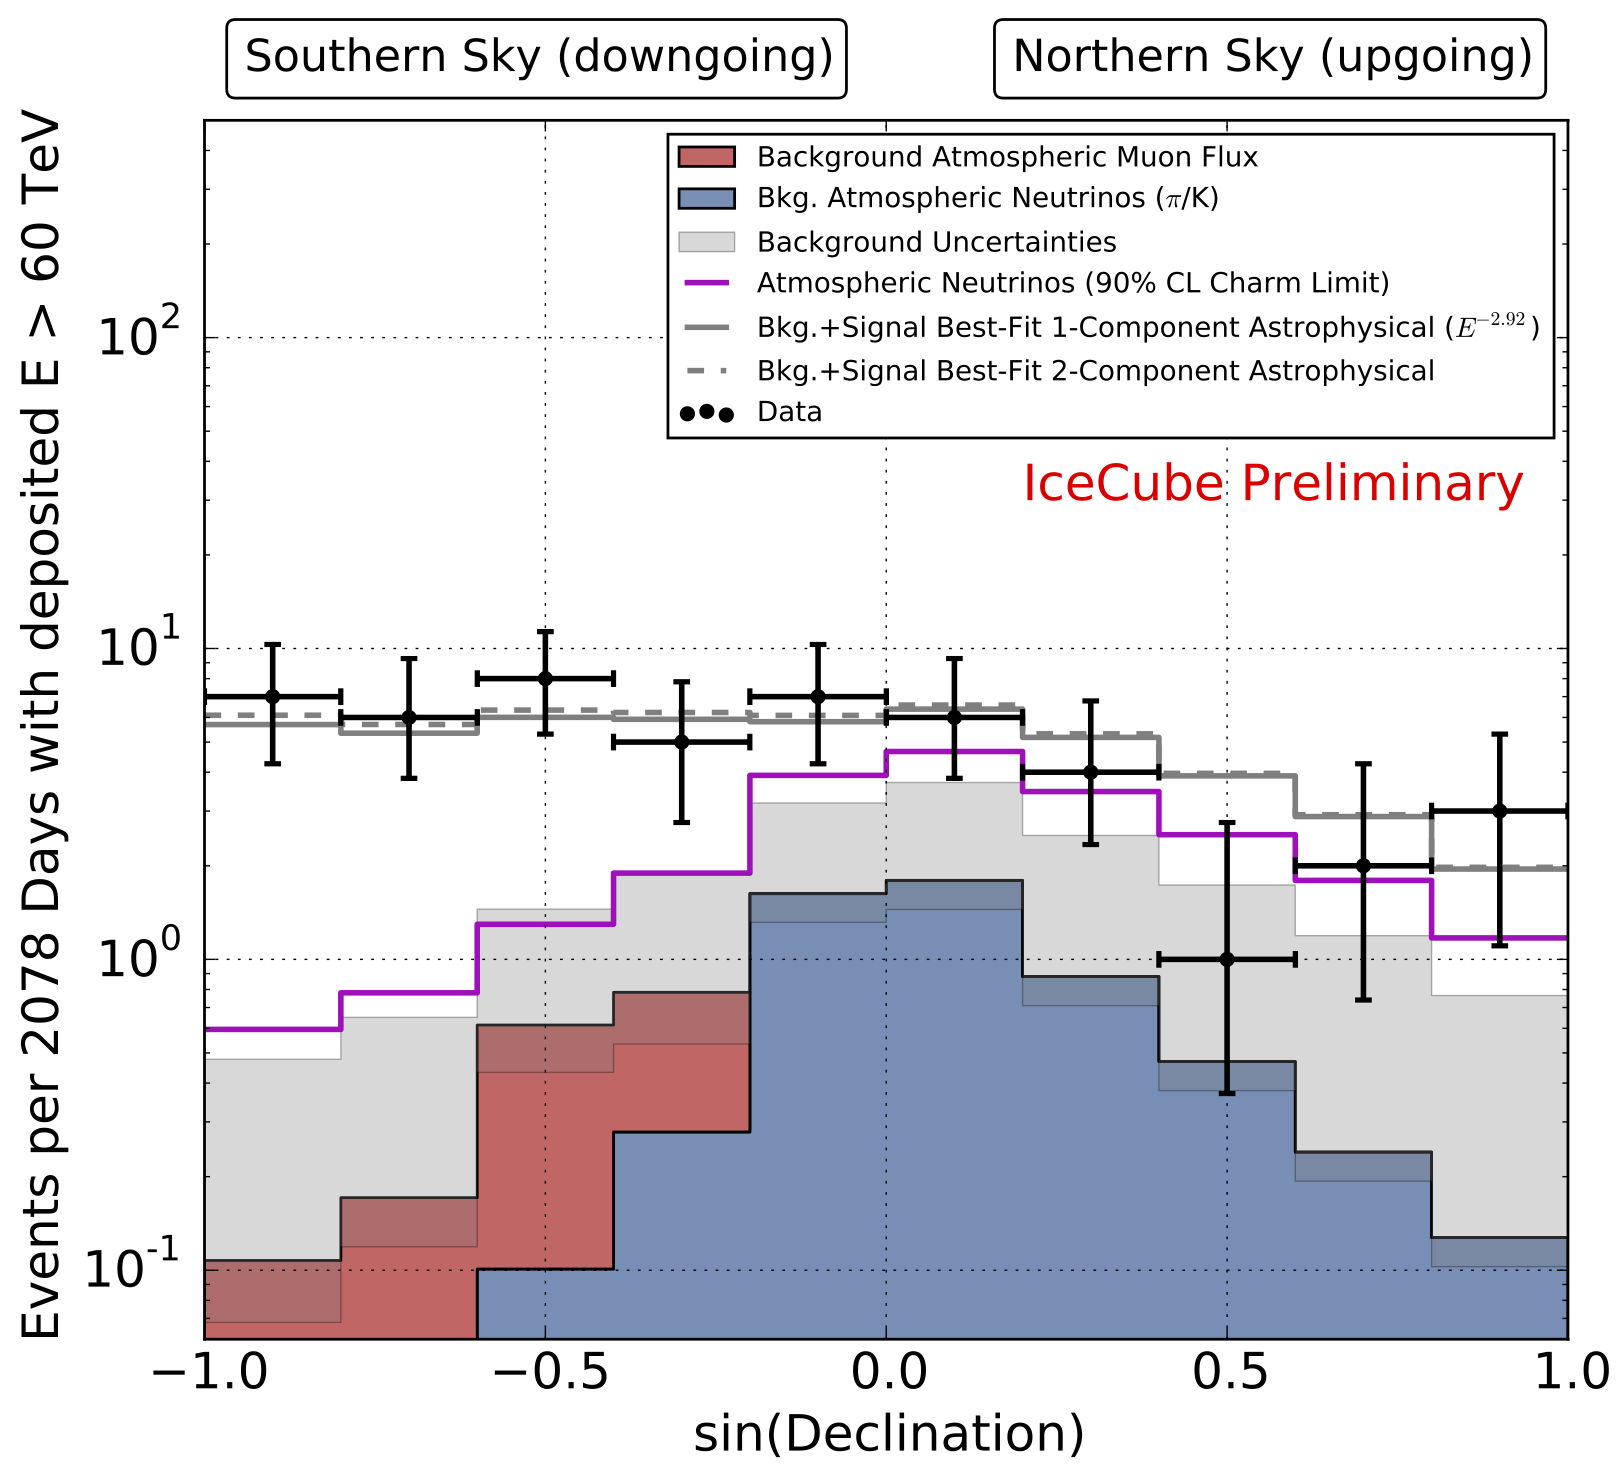 Southern Sky (downgoing)
Northern Sky (upgoing)
Events per 2078 Days with deposited E > 60 TeV
Background Atmospheric Muon Flux
Bkg. Atmospheric Neutrinos (π/K)
Background Uncertainties
Atmospheric Neutrinos (90% CL Charm Limit)
Bkg.+Signal Best-Fit 1-Component Astrophysical (E^-2.92)
Bkg.+Signal Best-Fit 2-Component Astrophysical
Data
IceCube Preliminary
10^2
10^1
10^0
10^-1
−1.0
−0.5
0.0
0.5
1.0
sin(Declination)